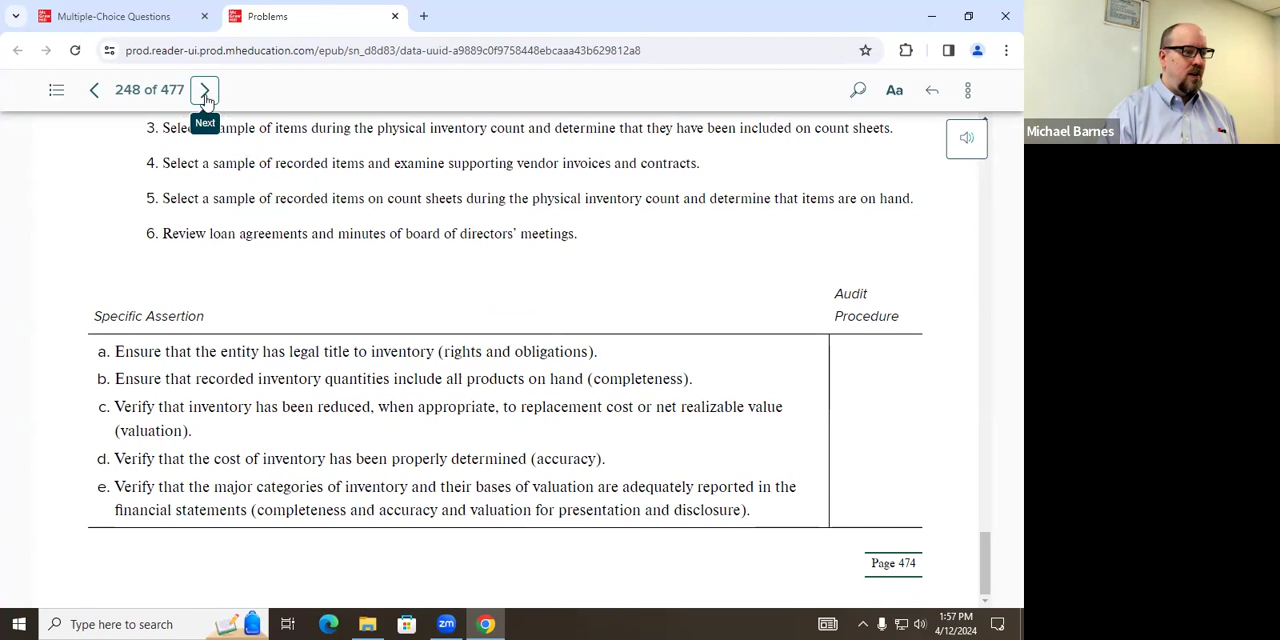 Multiple-Choice Questions
Problems
prod.reader-ui.prod.mheducation.com/epub/sn_d8d83/data-uuid-a9889c0f9758448ebcaaa43b629812a8
248 of 477
Aa
Next
Michael Barnes
3. Select sample of items during the physical inventory count and determine that they have been included on count sheets.
4. Select a sample of recorded items and examine supporting vendor invoices and contracts.
5. Select a sample of recorded items on count sheets during the physical inventory count and determine that items are on hand.
6. Review loan agreements and minutes of board of directors' meetings.
Audit
Specific Assertion
Procedure
a. Ensure that the entity has legal title to inventory (rights and obligations).
b. Ensure that recorded inventory quantities include all products on hand (completeness).
c. Verify that inventory has been reduced, when appropriate, to replacement cost or net realizable value
(valuation).
d. Verify that the cost of inventory has been properly determined (accuracy).
e. Verify that the major categories of inventory and their bases of valuation are adequately reported in the
financial statements (completeness and accuracy and valuation for presentation and disclosure).
Page 474
Type here to search
zm
1:57 PM
4/12/2024